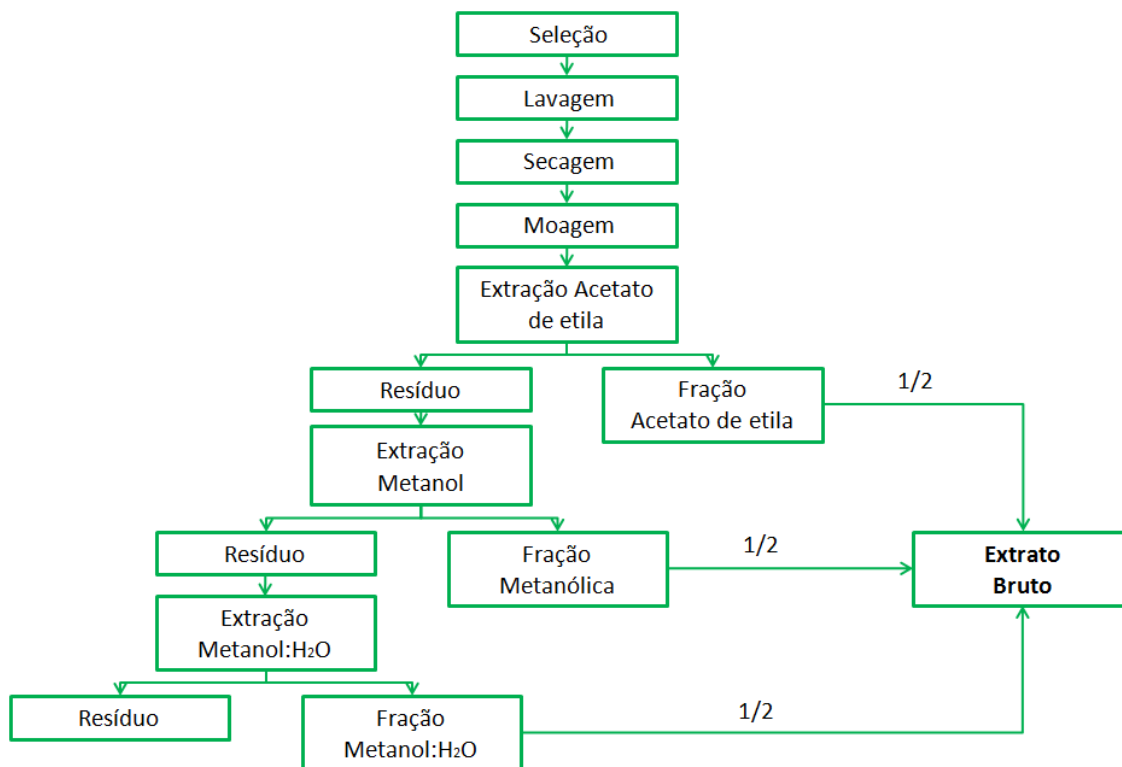 Seleção
Lavagem
Secagem
Moagem
Extração Acetato
de etila
Resíduo
Fração
Acetato de etila
1/2
Extração
Metanol
Resíduo
Fração
Metanólica
1/2
Extrato
Bruto
Extração
Metanol:H₂O
Resíduo
Fração
Metanol:H₂O
1/2